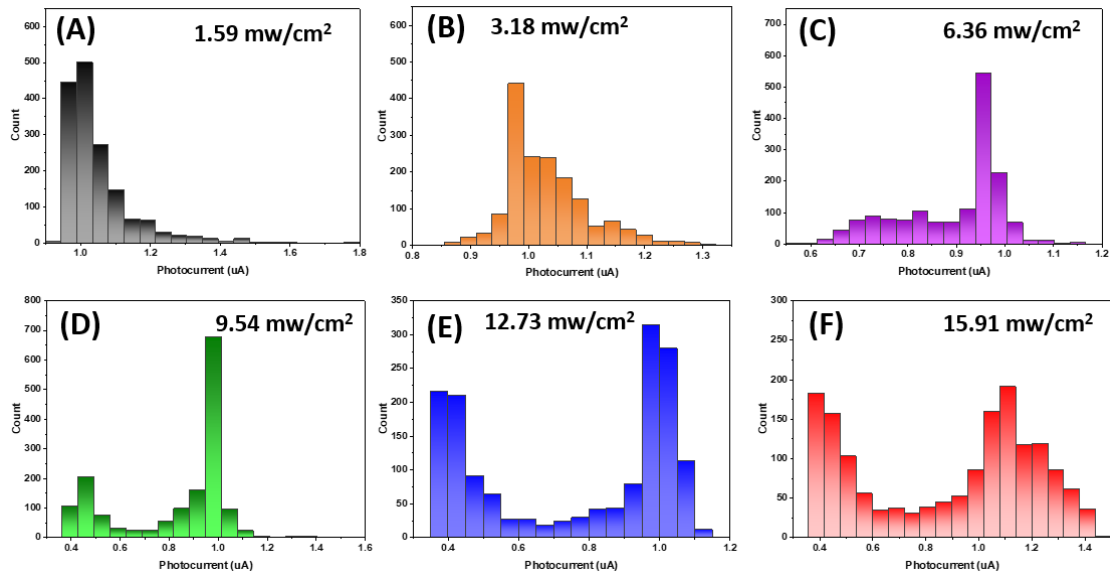 (A) 1.59 mw/cm²
600
500
400
300
200
100
0
Count
1.0 1.2 1.4 1.6 1.8
Photocurrent (uA)
(B) 3.18 mw/cm²
600
500
400
300
200
100
0
Count
0.8 0.9 1.0 1.1 1.2 1.3
Photocurrent (uA)
(C) 6.36 mw/cm²
700
600
500
400
300
200
100
0
Count
0.6 0.7 0.8 0.9 1.0 1.1 1.2
Photocurrent (uA)
(D) 9.54 mw/cm²
800
700
600
500
400
300
200
100
0
Count
0.4 0.6 0.8 1.0 1.2 1.4 1.6
Photocurrent (uA)
(E) 12.73 mw/cm²
350
300
250
200
150
100
50
0
Count
0.4 0.6 0.8 1.0 1.2
Photocurrent (uA)
(F) 15.91 mw/cm²
300
250
200
150
100
50
0
Count
0.4 0.6 0.8 1.0 1.2 1.4
Photocurrent (uA)